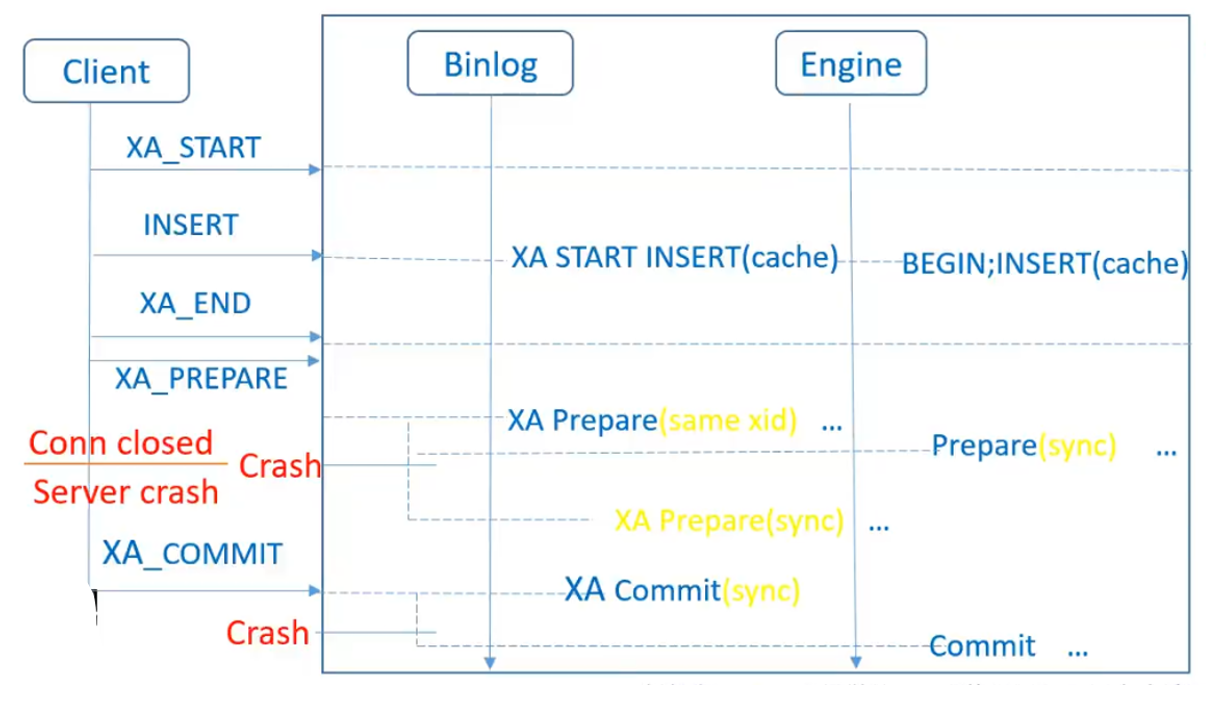 Client
Binlog
Engine
XA_START
INSERT
XA START INSERT(cache)
BEGIN;INSERT(cache)
XA_END
XA_PREPARE
XA Prepare(same xid) ...
Prepare(sync) ...
Conn closed
Crash
Server crash
XA Prepare(sync) ...
XA_COMMIT
XA Commit(sync)
Crash
Commit ...